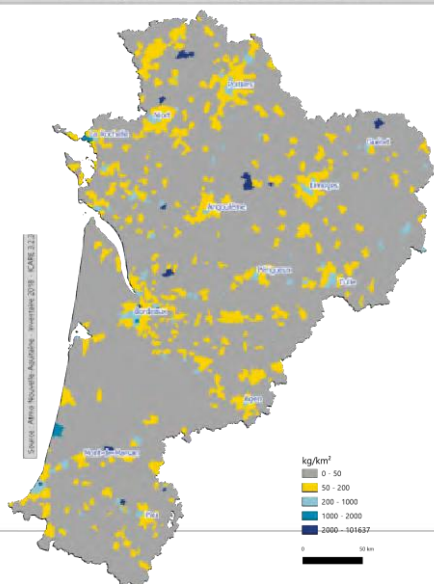 Poitiers
Niort
La Rochelle
Guéret
Limoges
Angoulême
Périgueux
Tulle
Bordeaux
Agen
Mont-de-Marsan
Pau
Source : Atmo Nouvelle-Aquitaine - Inventaire 2018 - ICARE 3.2.3
kg/km²
0 - 50
50 - 200
200 - 1000
1000 - 2000
2000 - 101637
0 50 km